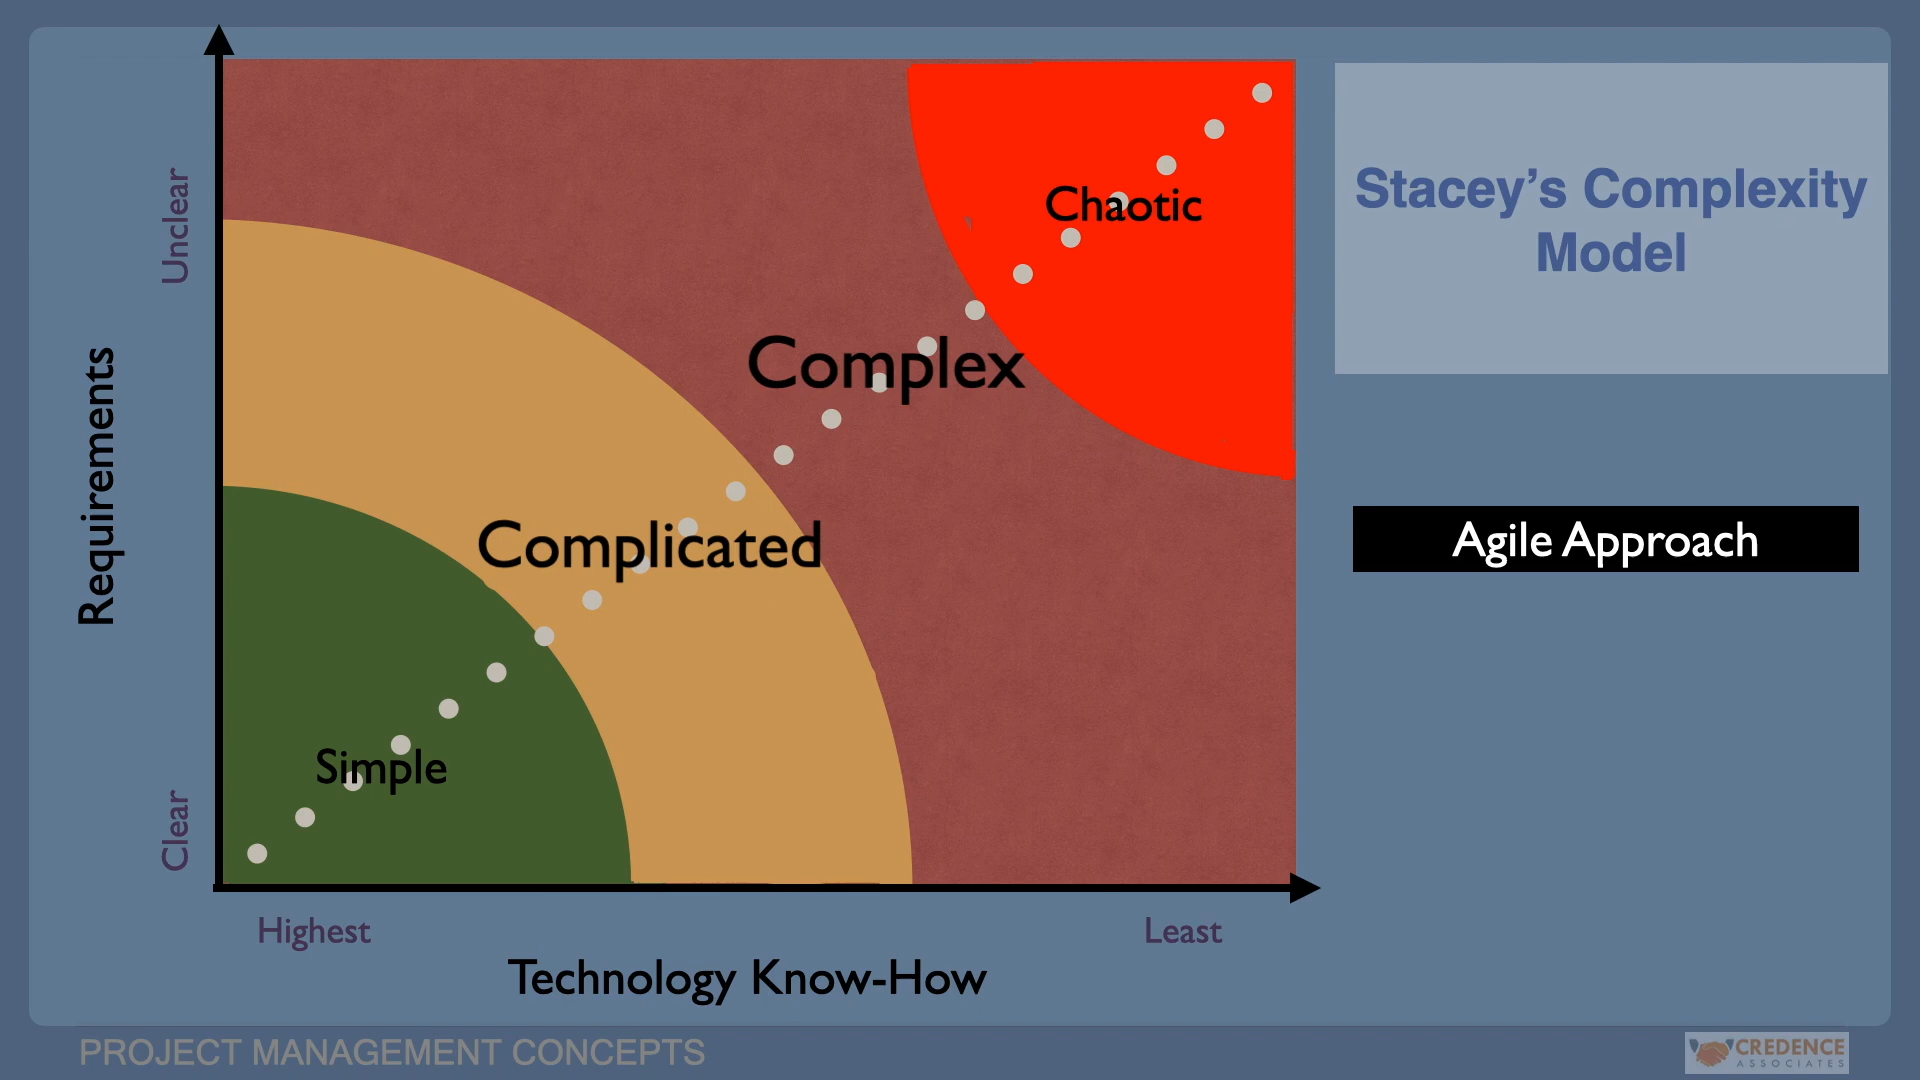 Stacey’s Complexity
Model
Agile Approach
Requirements
Unclear
Clear
Chaotic
Complex
Complicated
Simple
Highest
Least
Technology Know-How
PROJECT MANAGEMENT CONCEPTS
CREDENCE
ASSOCIATES